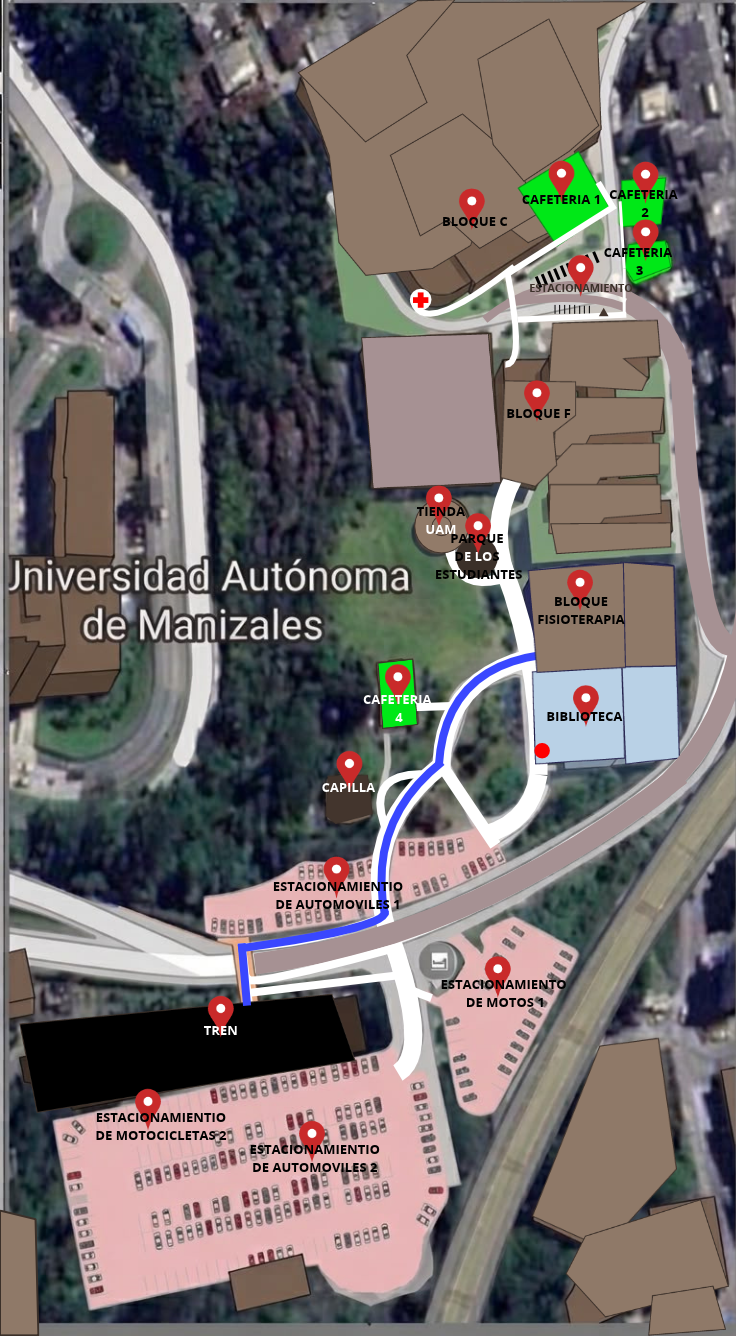 CAFETERIA 1
CAFETERIA
2
BLOQUE C
CAFETERIA
3
ESTACIONAMIENTO
BLOQUE F
TIENDA
UAM
PARQUE
DE LOS
ESTUDIANTES
Universidad Autónoma
de Manizales
BLOQUE
FISIOTERAPIA
CAFETERIA
4
BIBLIOTECA
CAPILLA
ESTACIONAMIENTIO
DE AUTOMOVILES 1
ESTACIONAMIENTO
DE MOTOS 1
TREN
ESTACIONAMIENTIO
DE MOTOCICLETAS 2
ESTACIONAMIENTIO
DE AUTOMOVILES 2